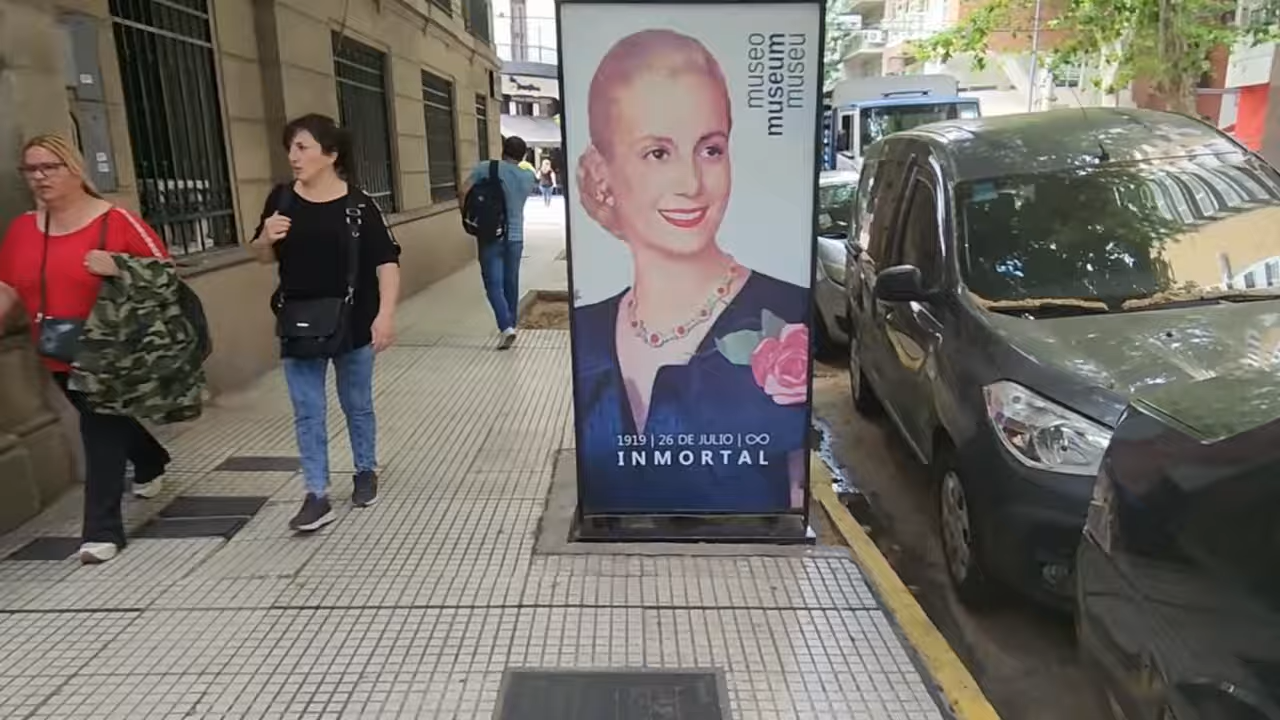 museo
museum
museu
1919 | 26 DE JULIO | ∞
INMORTAL